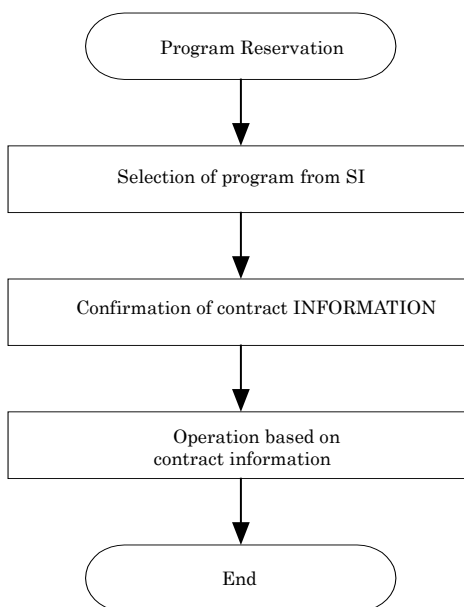 Program Reservation
Selection of program from SI
Confirmation of contract INFORMATION
Operation based on
contract information
End